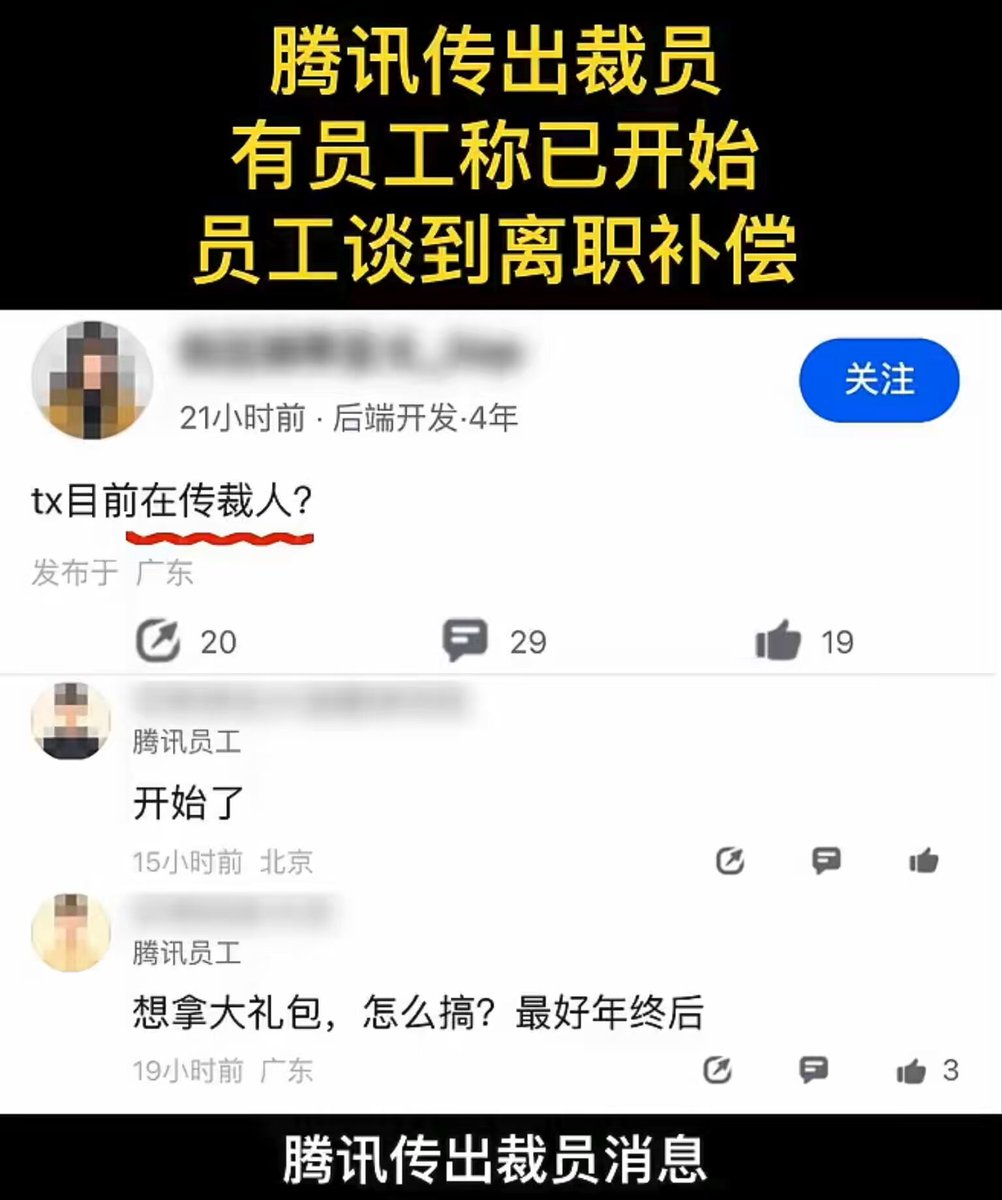 腾讯传出裁员
有员工称已开始
员工谈到离职补偿
21小时前 · 后端开发·4年
关注
tx目前在传裁人?
发布于 广东
20
29
19
腾讯员工
开始了
15小时前 北京
腾讯员工
想拿大礼包，怎么搞？最好年终后
19小时前 广东
3
腾讯传出裁员消息